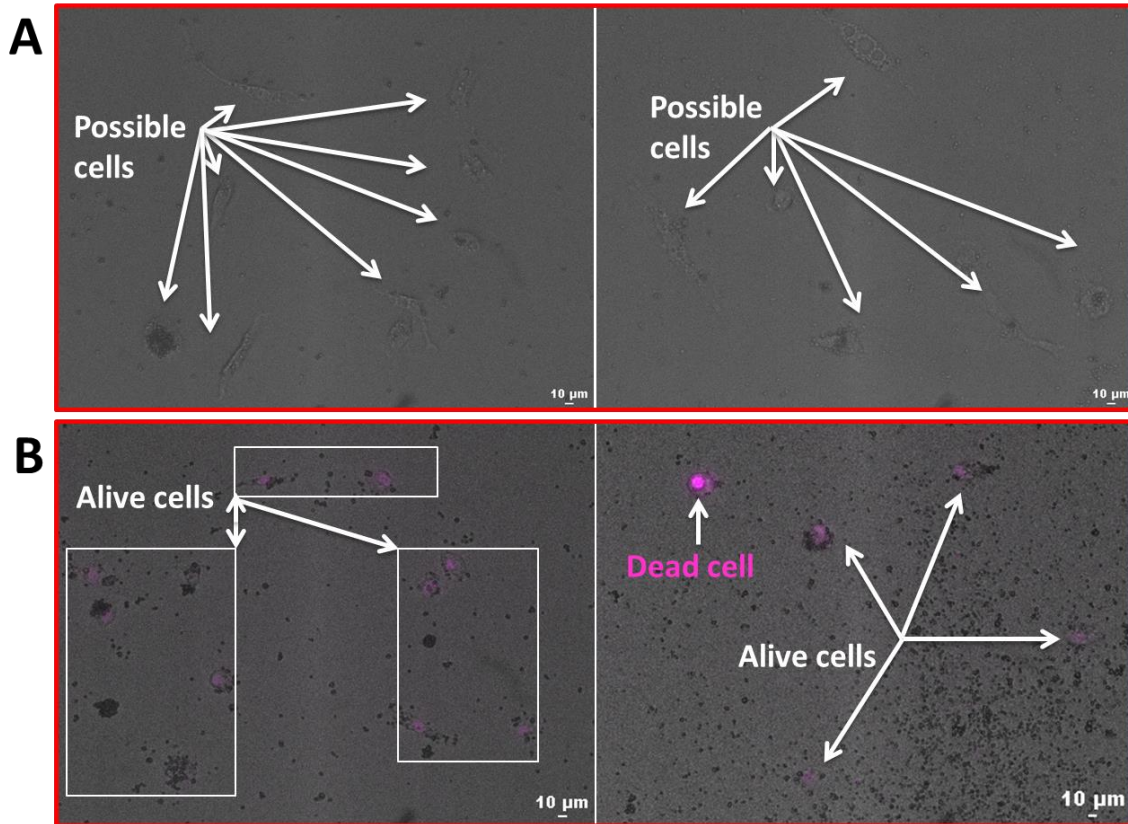 A
Possible
cells
Possible
cells
10 µm
10 µm
B
Alive cells
Dead cell
Alive cells
10 µm
10 µm